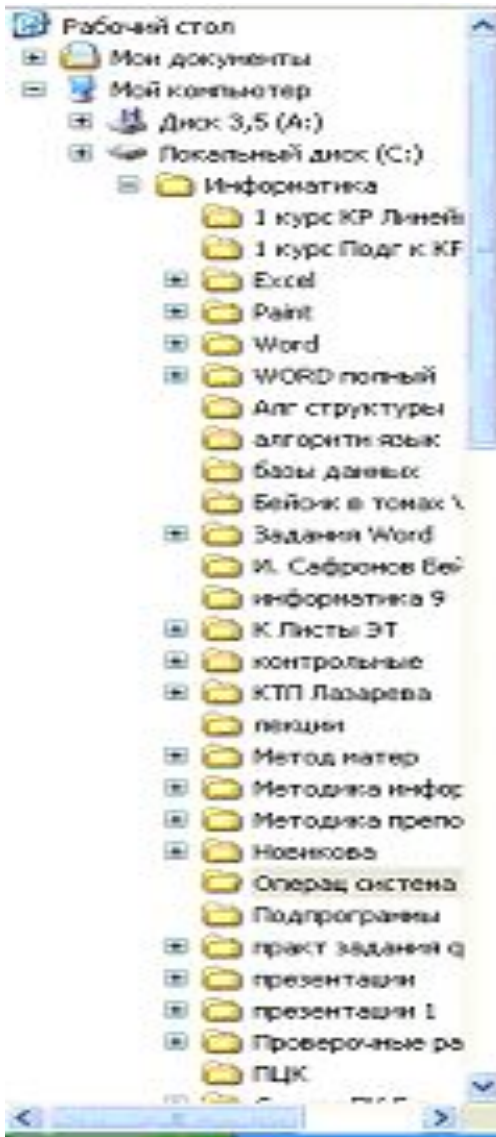 Рабочий стол
Мои документы
Мой компьютер
Диск 3,5 (A:)
Локальный диск (C:)
Информатика
1 курс КР Линей
1 курс Подг к КР
Excel
Paint
Word
WORD полный
Алг структуры
алгоритм язык
базы данных
Бейсик в томах
Задания Word
И. Сафронов Бей
информатика 9
К Листы ЭТ
контрольные
КТП Лазарева
лекции
Метод матер
Методика инфор
Методика препо
Новикова
Операц система
Подпрограммы
практ задания
презентации
презентации 1
Проверочные ра
ПЦК